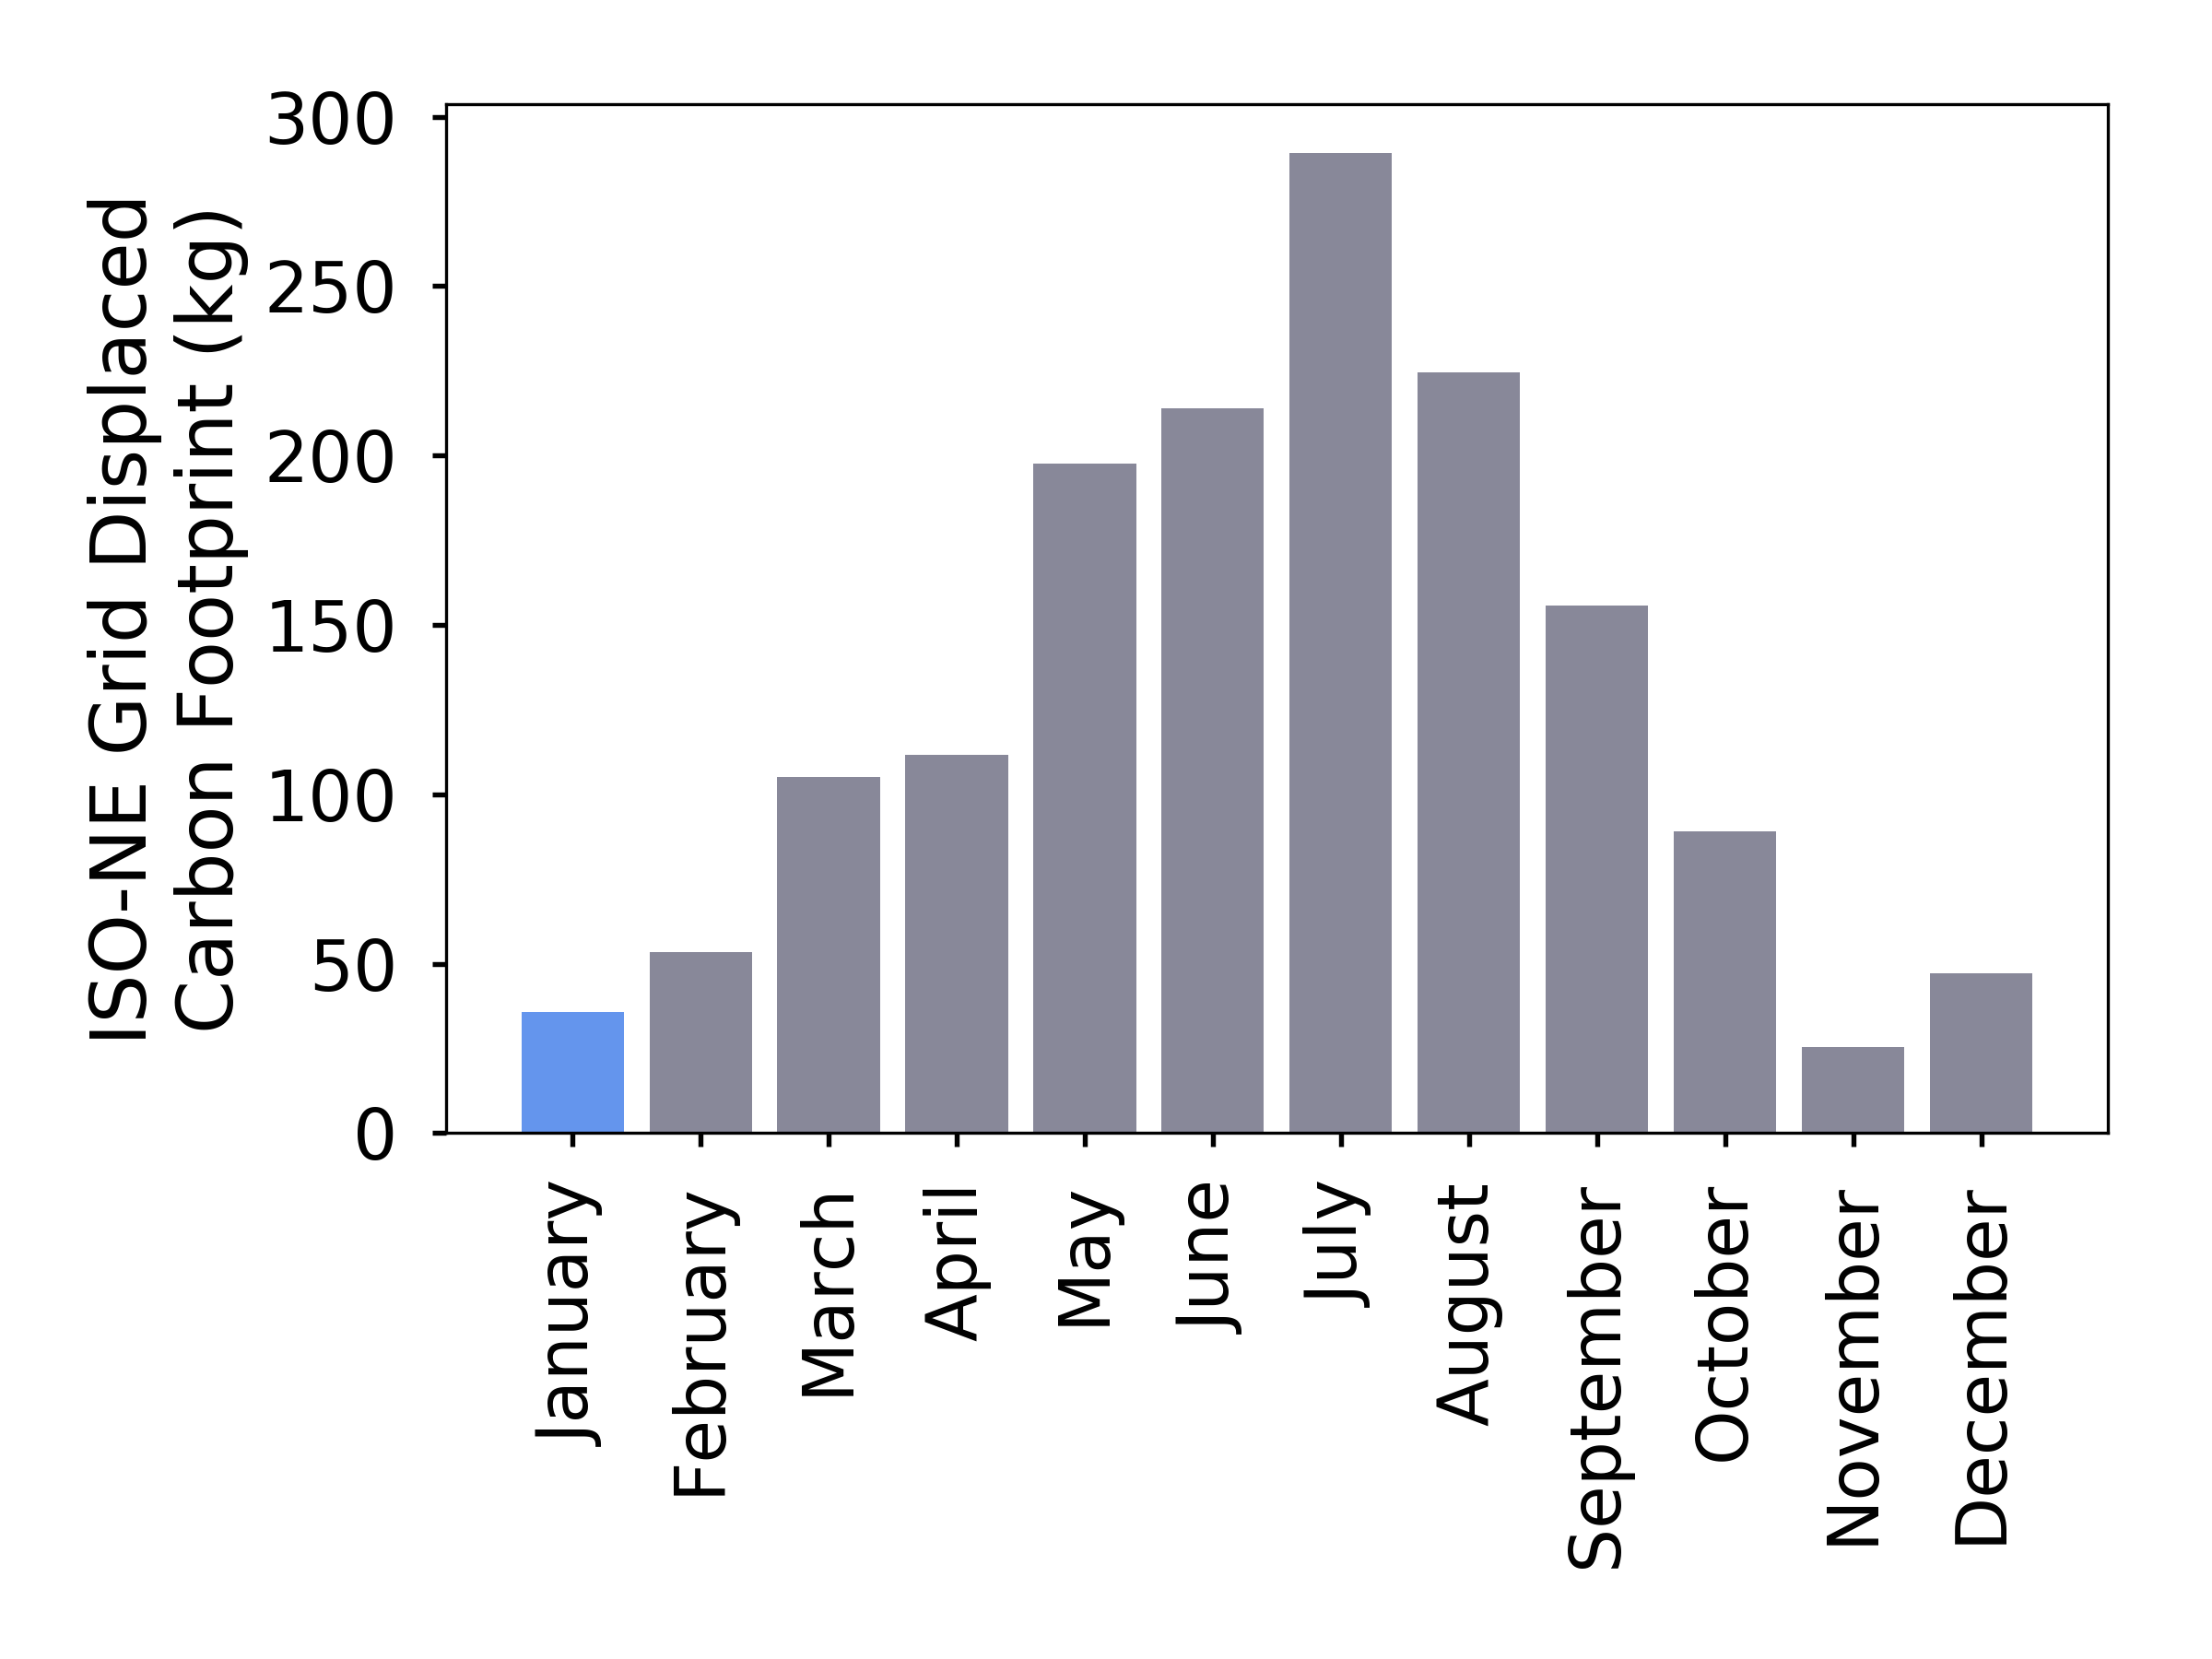 ISO-NE Grid Displaced
Carbon Footprint (kg)
300
250
200
150
100
50
0
January
February
March
April
May
June
July
August
September
October
November
December